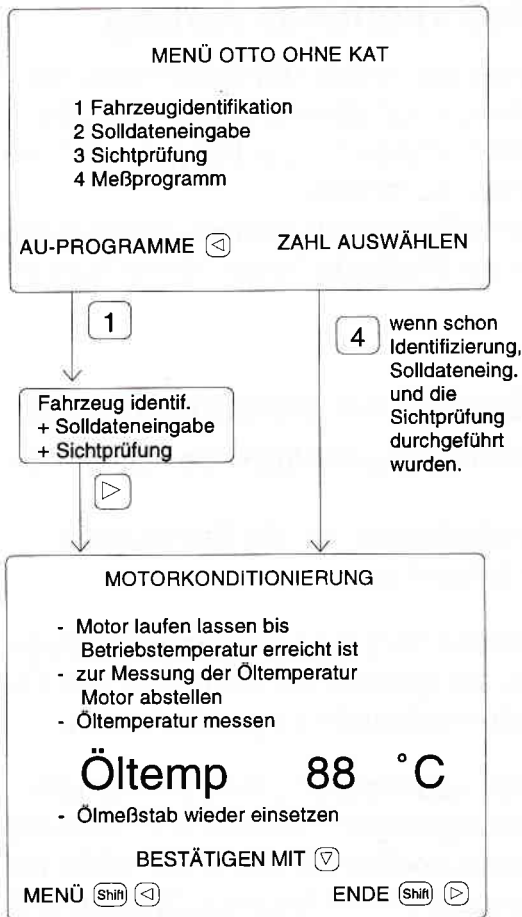 MENÜ OTTO OHNE KAT
1 Fahrzeugidentifikation
2 Solldateneingabe
3 Sichtprüfung
4 Meßprogramm
AU-PROGRAMME ◁ ZAHL AUSWÄHLEN
1
4
wenn schon
Identifizierung,
Solldateneing.
und die
Sichtprüfung
durchgeführt
wurden.
Fahrzeug identif.
+ Solldateneingabe
+ Sichtprüfung
▷
MOTORKONDITIONIERUNG
- Motor laufen lassen bis
Betriebstemperatur erreicht ist
- zur Messung der Öltemperatur
Motor abstellen
- Öltemperatur messen
Öltemp 88 °C
- Ölmeßstab wieder einsetzen
BESTÄTIGEN MIT ▽
MENÜ Shift ◁ ENDE Shift ▷